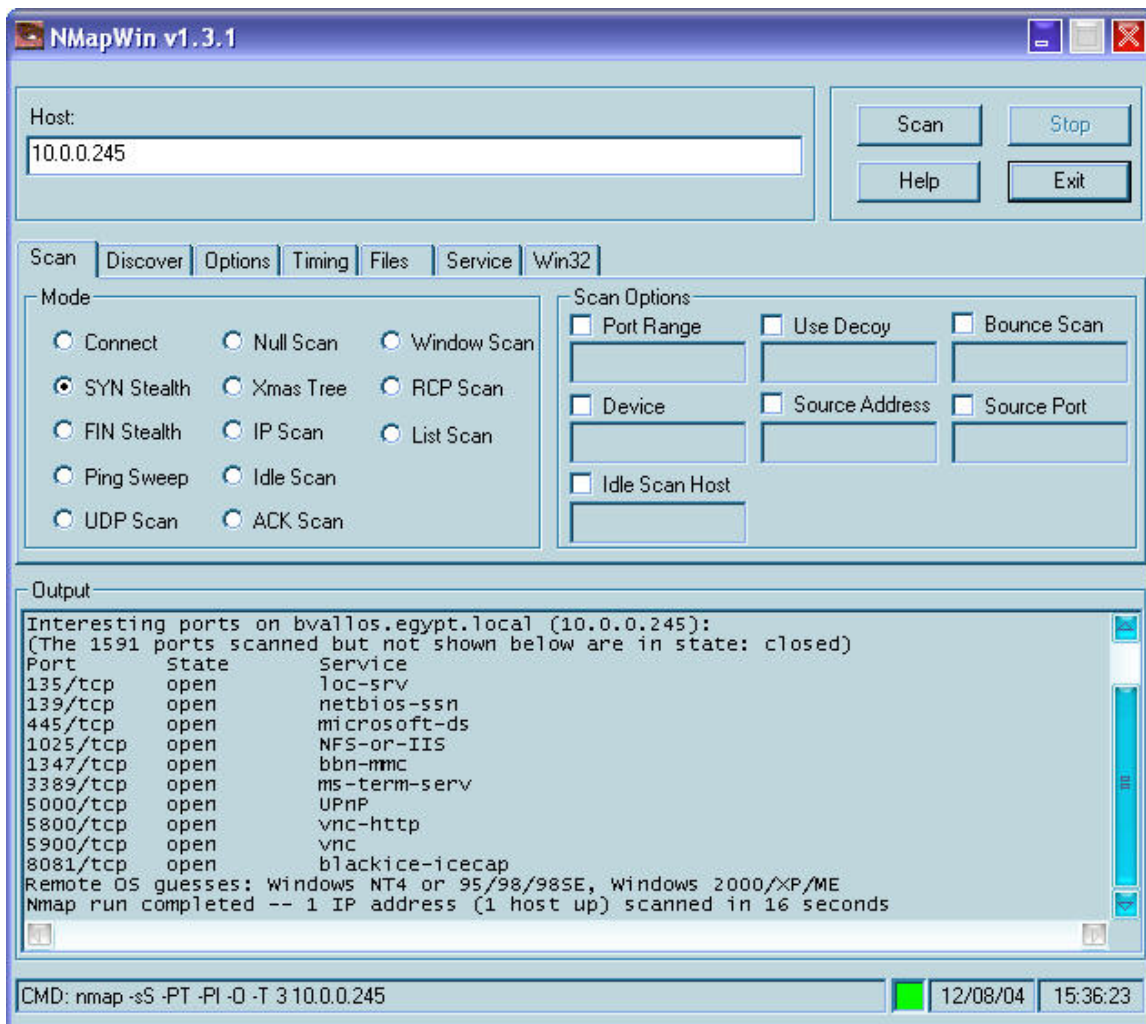 NMapWin v1.3.1
Host:
10.0.0.245
Scan Stop
Help Exit
Scan Discover Options Timing Files Service Win32
Mode
Connect Null Scan Window Scan
SYN Stealth Xmas Tree RCP Scan
FIN Stealth IP Scan List Scan
Ping Sweep Idle Scan
UDP Scan ACK Scan
Scan Options
Port Range Use Decoy Bounce Scan
Device Source Address Source Port
Idle Scan Host
Output
Interesting ports on bvallos.egypt.local (10.0.0.245):
(The 1591 ports scanned but not shown below are in state: closed)
Port State Service
135/tcp open loc-srv
139/tcp open netbios-ssn
445/tcp open microsoft-ds
1025/tcp open NFS-or-IIS
1347/tcp open bbn-mmc
3389/tcp open ms-term-serv
5000/tcp open UPnP
5800/tcp open vnc-http
5900/tcp open vnc
8081/tcp open blackice-icecap
Remote OS guesses: Windows NT4 or 95/98/98SE, Windows 2000/XP/ME
Nmap run completed -- 1 IP address (1 host up) scanned in 16 seconds
CMD: nmap -sS -PT -PI -O -T 3 10.0.0.245 12/08/04 15:36:23